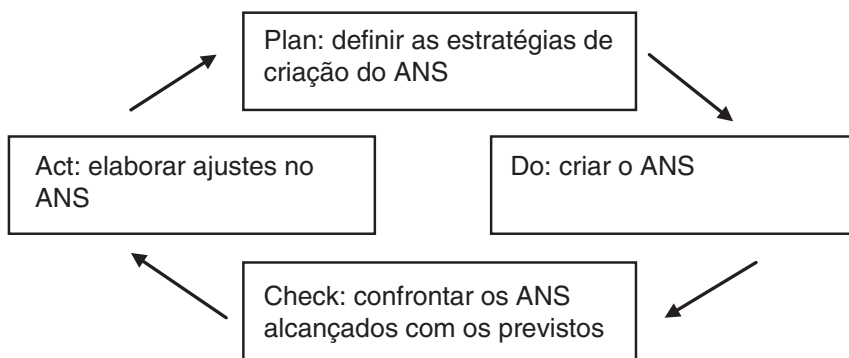 Plan: definir as estratégias de
criação do ANS
Act: elaborar ajustes no
ANS
Do: criar o ANS
Check: confrontar os ANS
alcançados com os previstos